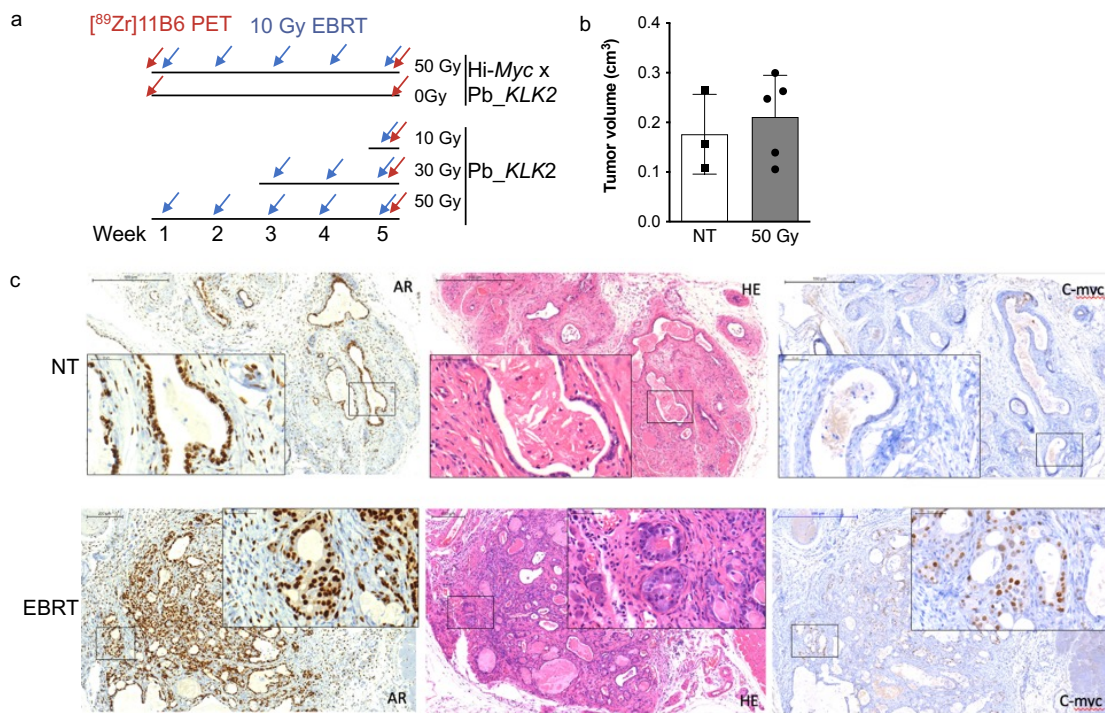 a
[⁸⁹Zr]11B6 PET 10 Gy EBRT
50 Gy
0Gy
Hi-Myc x
Pb_KLK2
10 Gy
30 Gy
50 Gy
Pb_KLK2
Week 1 2 3 4 5
b
Tumor volume (cm³)
0.4
0.3
0.2
0.1
0.0
NT 50 Gy
c
NT
AR
HE
C-myc
EBRT
AR
HE
C-myc